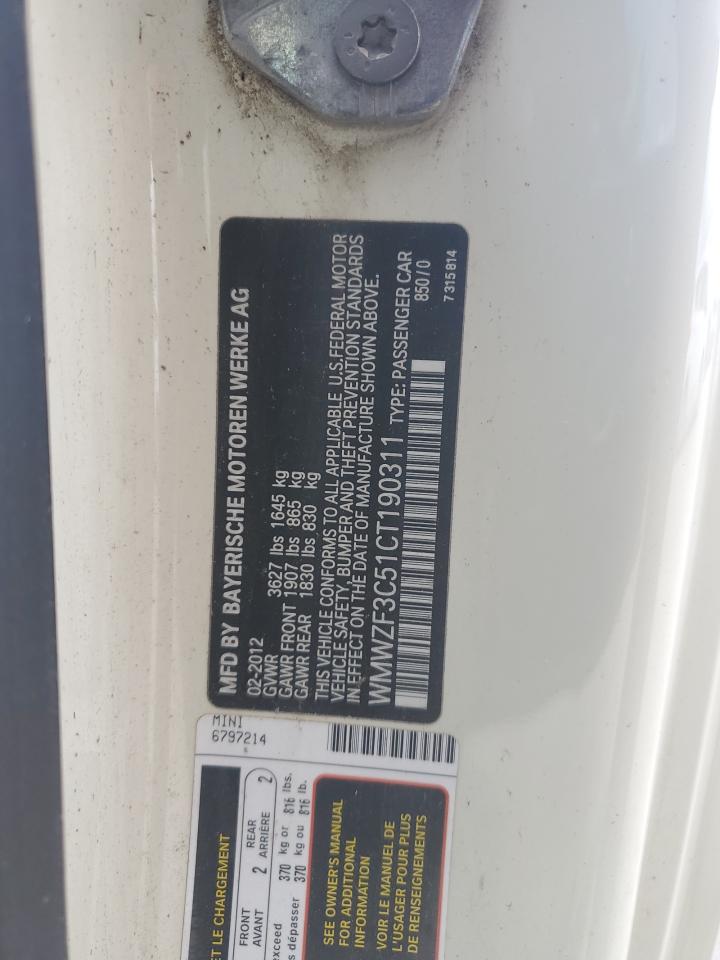 MFD BY BAYERISCHE MOTOREN WERKE AG
02-2012
GVWR 3627 lbs 1645 kg
GAWR FRONT 1907 lbs 865 kg
GAWR REAR 1830 lbs 830 kg
THIS VEHICLE CONFORMS TO ALL APPLICABLE U.S.FEDERAL MOTOR
VEHICLE SAFETY, BUMPER AND THEFT PREVENTION STANDARDS
IN EFFECT ON THE DATE OF MANUFACTURE SHOWN ABOVE.
WMWZF3C51CT190311 TYPE: PASSENGER CAR
850/0
7315814
MINI
6797214
ET LE CHARGEMENT
FRONT 2 REAR 2
AVANT ARRIÈRE
exceed 370 kg or 816 lbs.
s dépasser 370 kg ou 816 lb.
SEE OWNER'S MANUAL
FOR ADDITIONAL
INFORMATION
VOIR LE MANUEL DE
L'USAGER POUR PLUS
DE RENSEIGNEMENTS